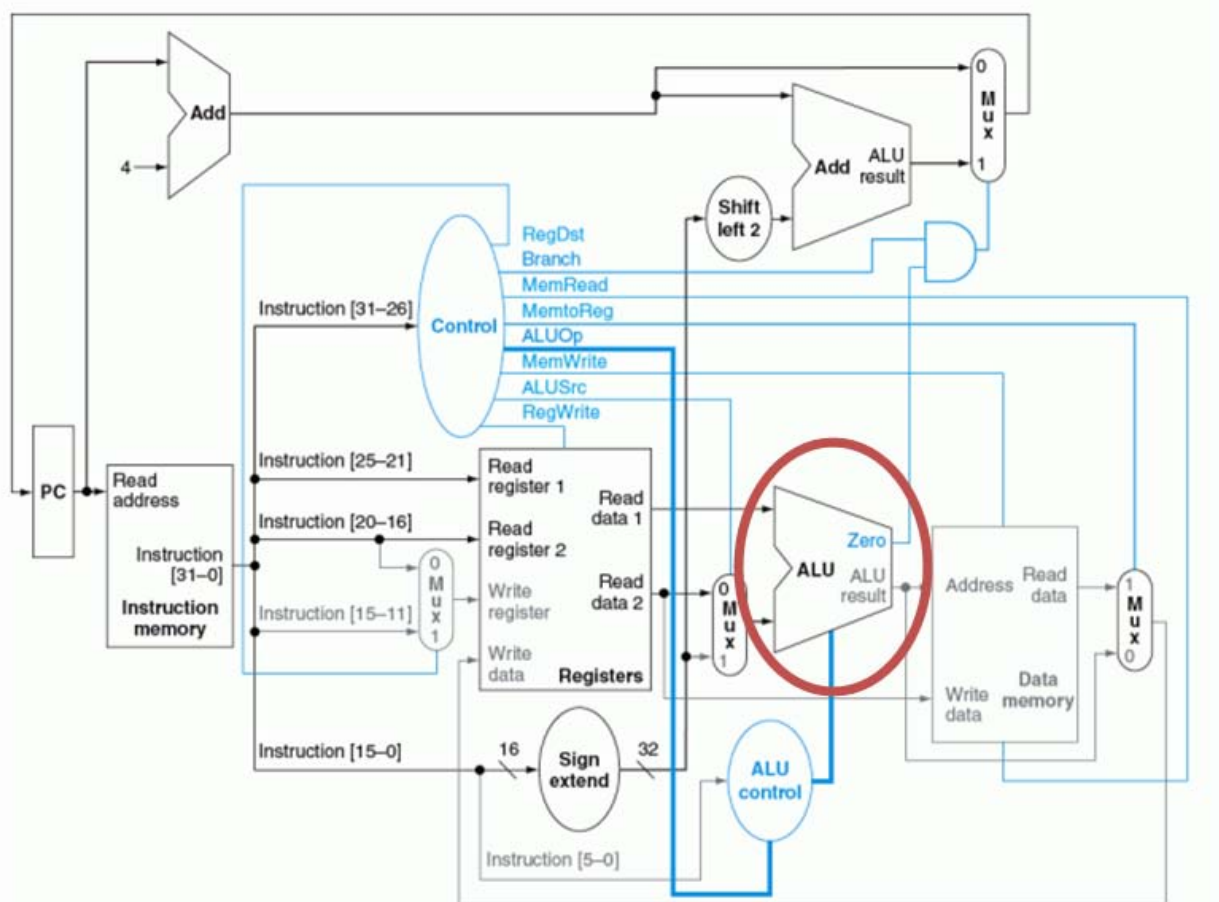 Add
4
0
M
u
x
1
Add
ALU
result
Shift
left 2
RegDst
Branch
MemRead
MemtoReg
ALUOp
MemWrite
ALUSrc
RegWrite
Control
Instruction [31–26]
Instruction [25–21]
Instruction [20–16]
Instruction [15–11]
PC
Read
address
Instruction
[31–0]
Instruction
memory
0
M
u
x
1
Read
register 1
Read
register 2
Write
register
Write
data
Read
data 1
Read
data 2
Registers
0
M
u
x
1
Zero
ALU
ALU
result
Address
Read
data
Write
data
Data
memory
1
M
u
x
0
Instruction [15–0]
16
Sign
extend
32
ALU
control
Instruction [5–0]